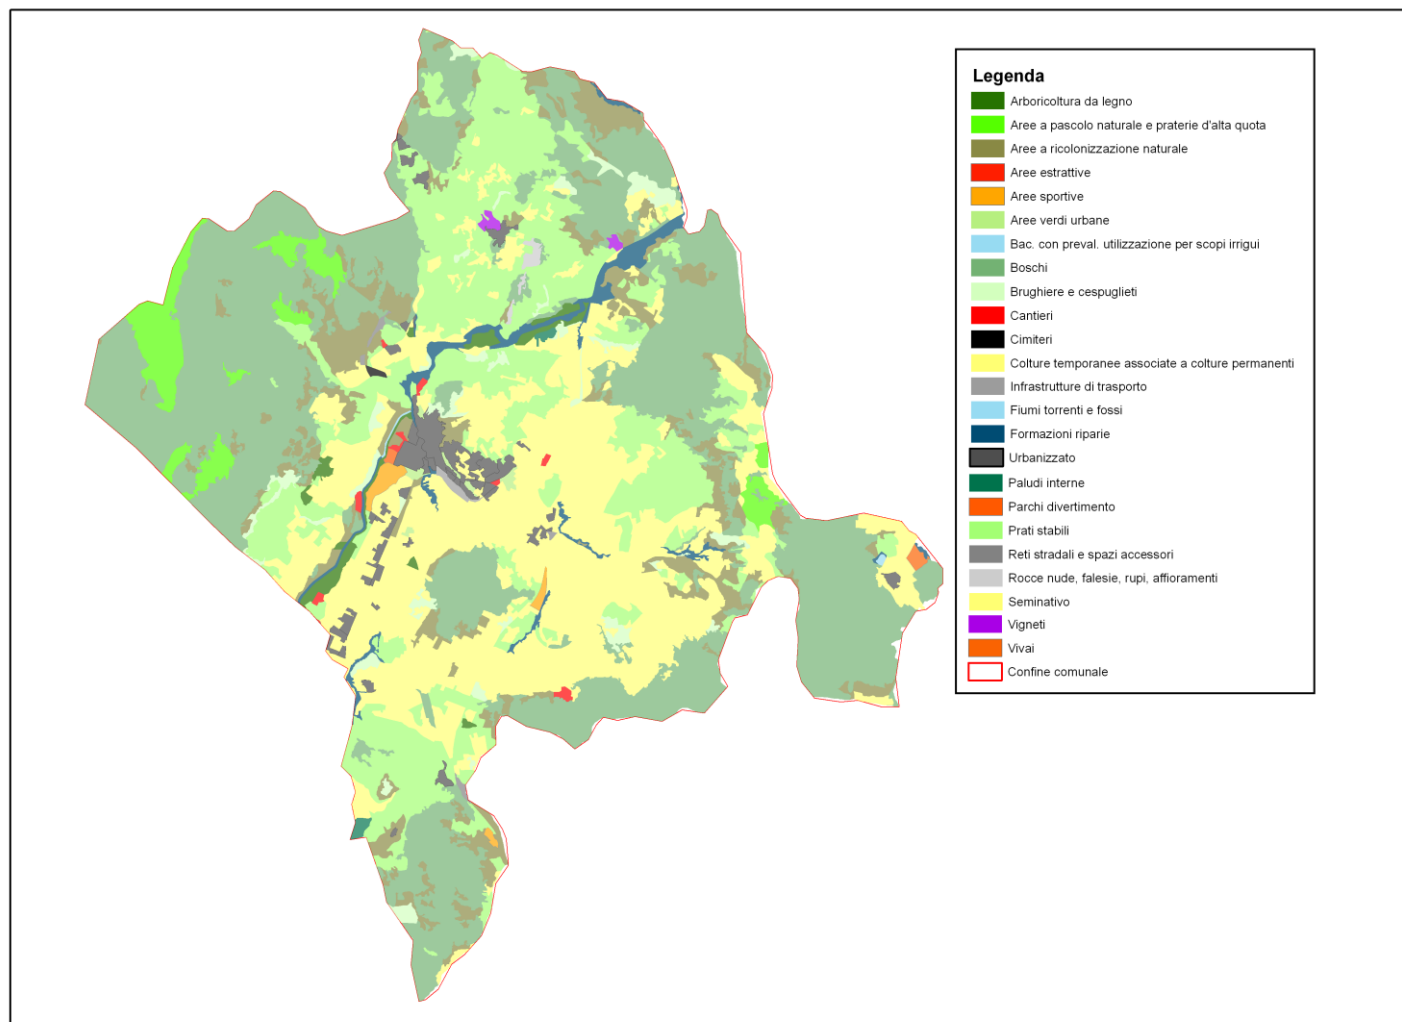 Legenda
Arboricoltura da legno
Aree a pascolo naturale e praterie d'alta quota
Aree a ricolonizzazione naturale
Aree estrattive
Aree sportive
Aree verdi urbane
Bac. con preval. utilizzazione per scopi irrigui
Boschi
Brughiere e cespuglieti
Cantieri
Cimiteri
Colture temporanee associate a colture permanenti
Infrastrutture di trasporto
Fiumi torrenti e fossi
Formazioni riparie
Urbanizzato
Paludi interne
Parchi divertimento
Prati stabili
Reti stradali e spazi accessori
Rocce nude, falesie, rupi, affioramenti
Seminativo
Vigneti
Vivai
Confine comunale